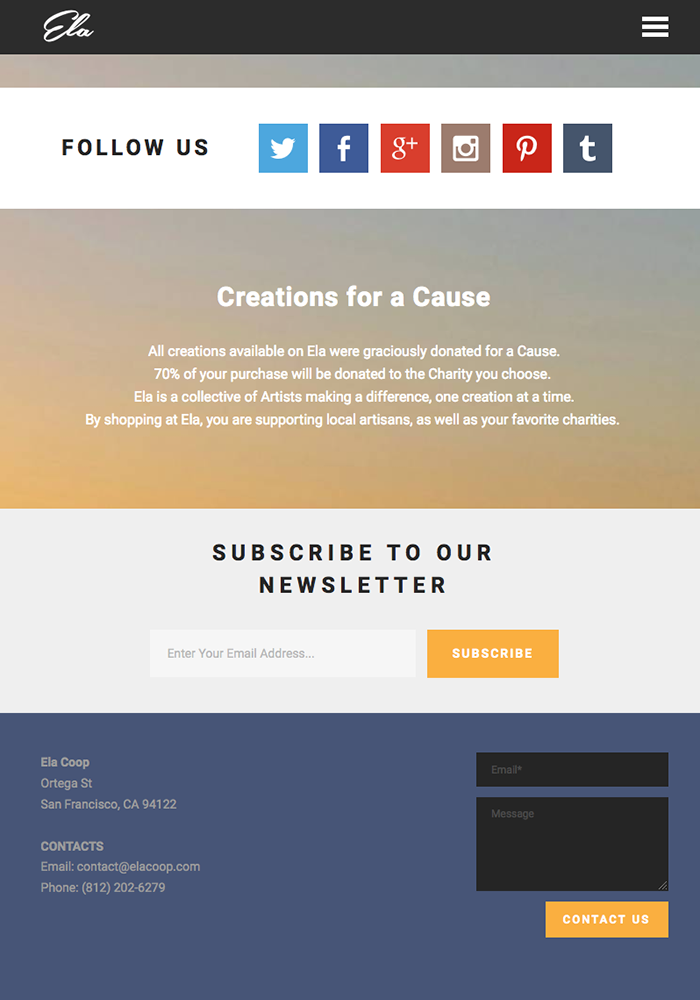 Ela
FOLLOW US
Creations for a Cause
All creations available on Ela were graciously donated for a Cause.
70% of your purchase will be donated to the Charity you choose.
Ela is a collective of Artists making a difference, one creation at a time.
By shopping at Ela, you are supporting local artisans, as well as your favorite charities.
SUBSCRIBE TO OUR
NEWSLETTER
Enter Your Email Address...
SUBSCRIBE
Ela Coop
Ortega St
San Francisco, CA 94122
CONTACTS
Email: contact@elacoop.com
Phone: (812) 202-6279
Email*
Message
CONTACT US